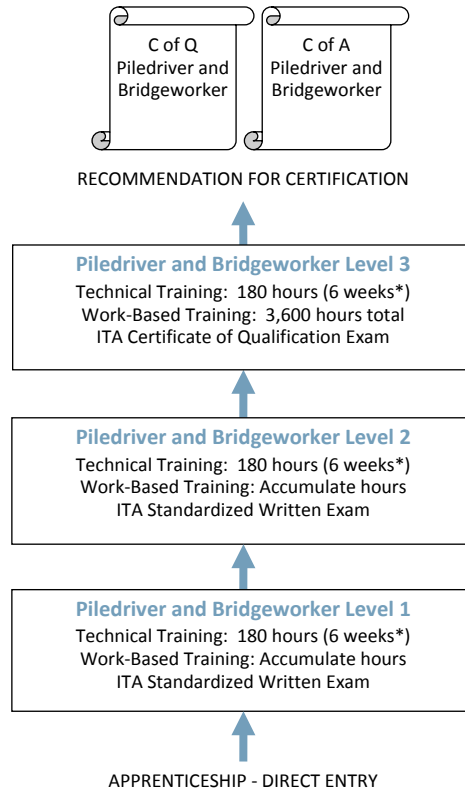 C of Q
Piledriver and
Bridgeworker
C of A
Piledriver and
Bridgeworker
RECOMMENDATION FOR CERTIFICATION
Piledriver and Bridgeworker Level 3
Technical Training: 180 hours (6 weeks*)
Work-Based Training: 3,600 hours total
ITA Certificate of Qualification Exam
Piledriver and Bridgeworker Level 2
Technical Training: 180 hours (6 weeks*)
Work-Based Training: Accumulate hours
ITA Standardized Written Exam
Piledriver and Bridgeworker Level 1
Technical Training: 180 hours (6 weeks*)
Work-Based Training: Accumulate hours
ITA Standardized Written Exam
APPRENTICESHIP - DIRECT ENTRY